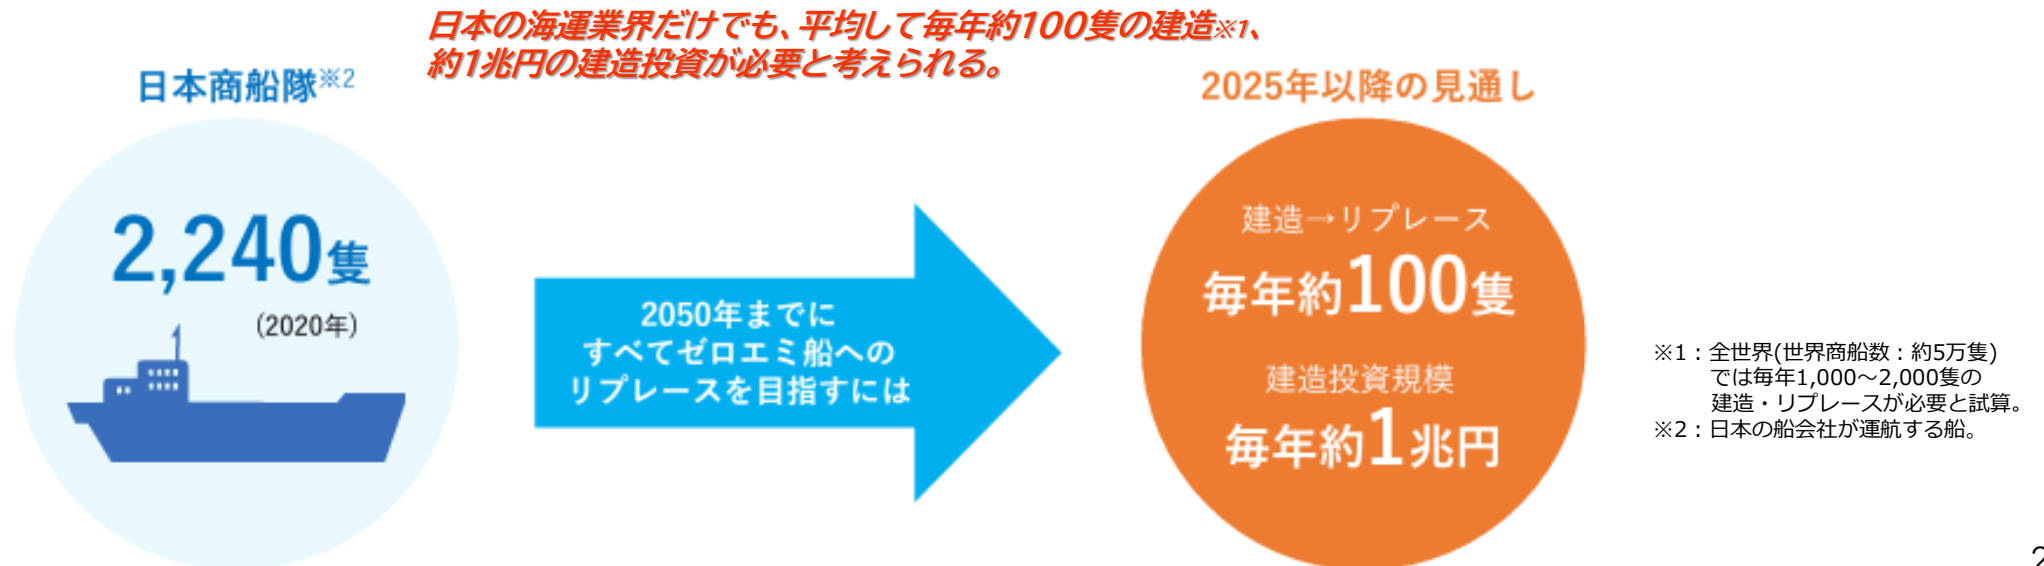 日本の海運業界だけでも、平均して毎年約100隻の建造※1、
約1兆円の建造投資が必要と考えられる。
日本商船隊※2
2,240隻
(2020年)
2050年までに
すべてゼロエミ船への
リプレースを目指すには
2025年以降の見通し
建造→リプレース
毎年約100隻
建造投資規模
毎年約1兆円
※1：全世界(世界商船数：約5万隻)
では毎年1,000～2,000隻の
建造・リプレースが必要と試算。
※2：日本の船会社が運航する船。